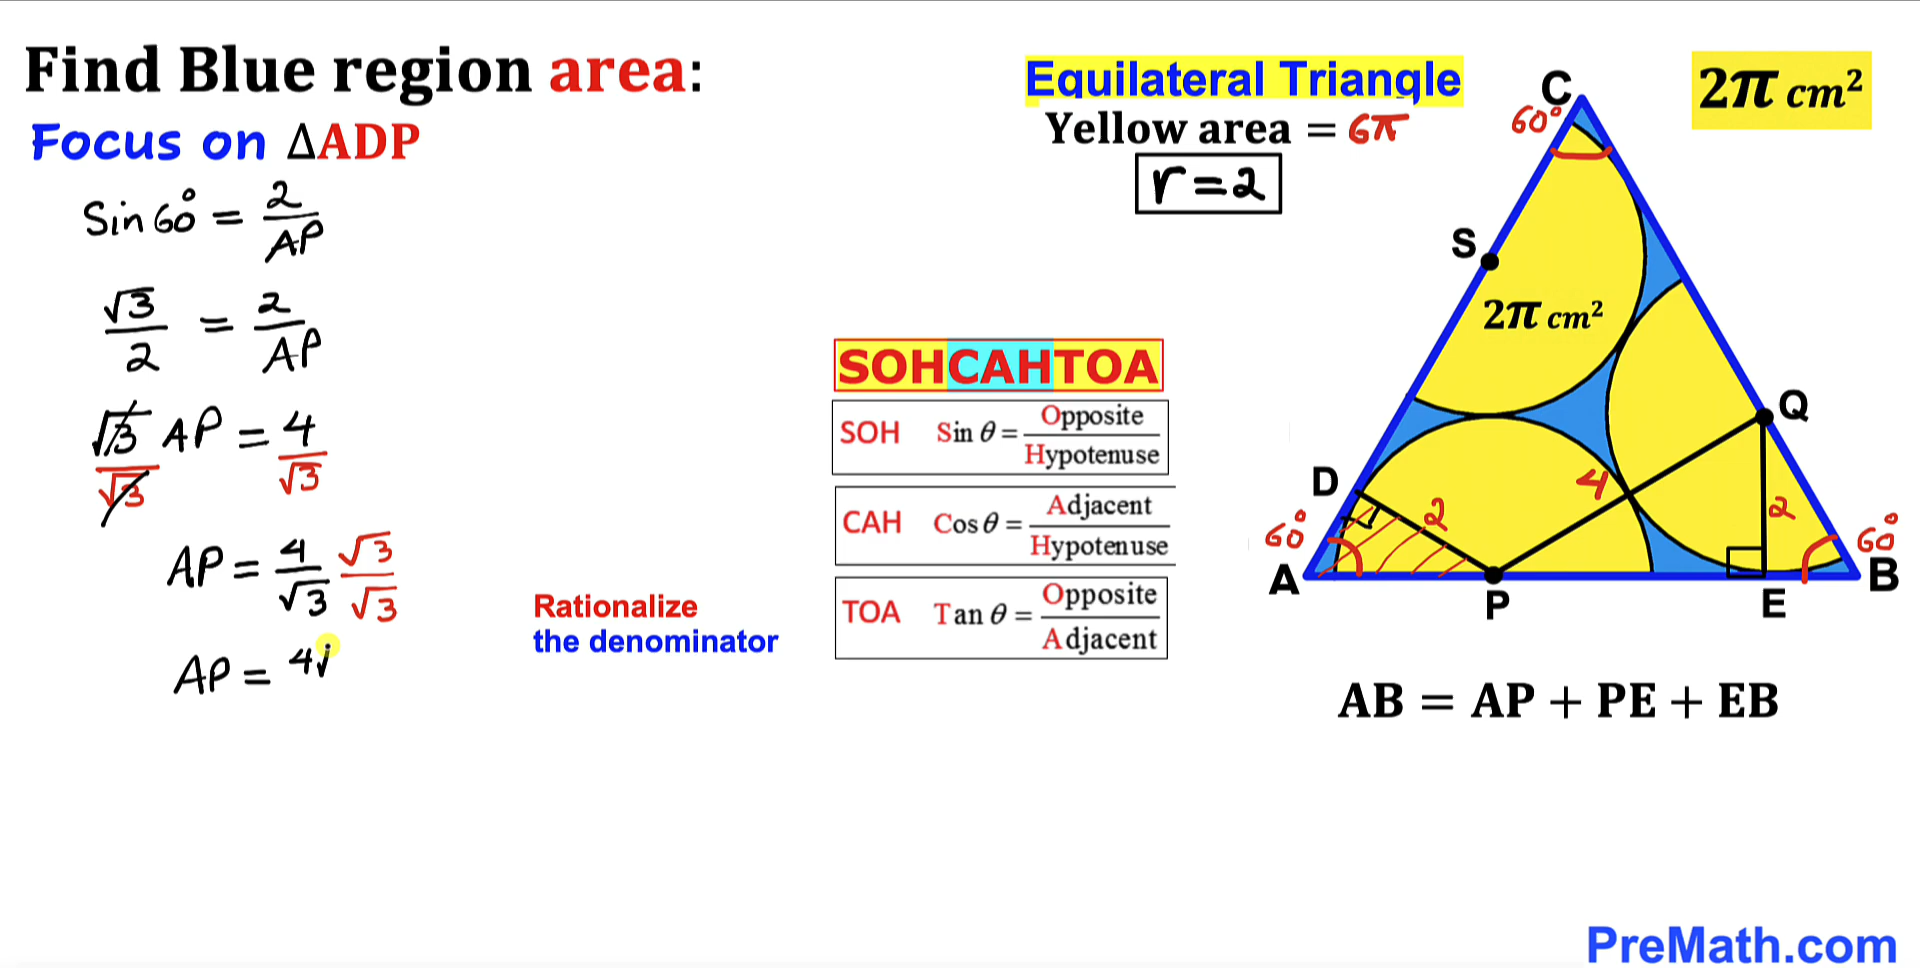 Find Blue region area:
Focus on ΔADP
Sin 60° = 2/AP
√3/2 = 2/AP
√3 AP/√3 = 4/√3
AP = 4/√3 √3/√3
AP = 4
Rationalize
the denominator
Equilateral Triangle
Yellow area = 6π
r = 2
SOHCAHTOA
SOH Sin θ = Opposite/Hypotenuse
CAH Cos θ = Adjacent/Hypotenuse
TOA Tan θ = Opposite/Adjacent
2π cm²
C
60°
S
2π cm²
Q
D
4
2
2
60°
60°
A
B
P
E
AB = AP + PE + EB
PreMath.com